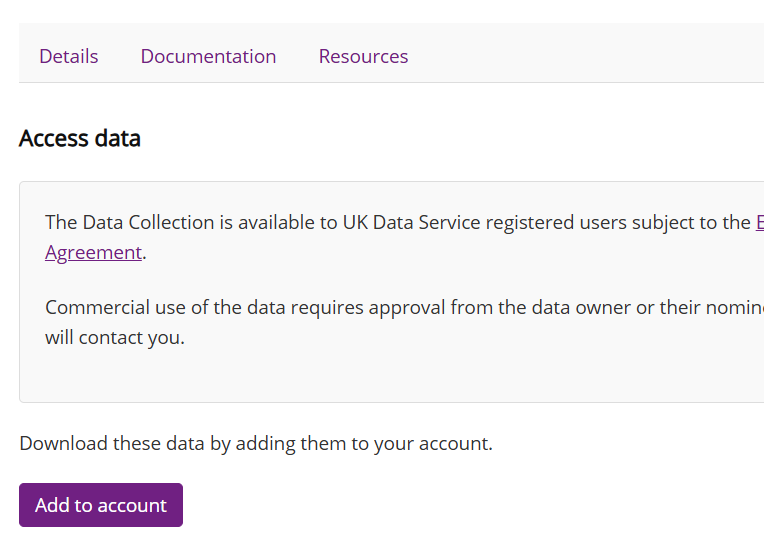 Details Documentation Resources
Access data
The Data Collection is available to UK Data Service registered users subject to the
Agreement.
Commercial use of the data requires approval from the data owner or their
will contact you.
Download these data by adding them to your account.
Add to account